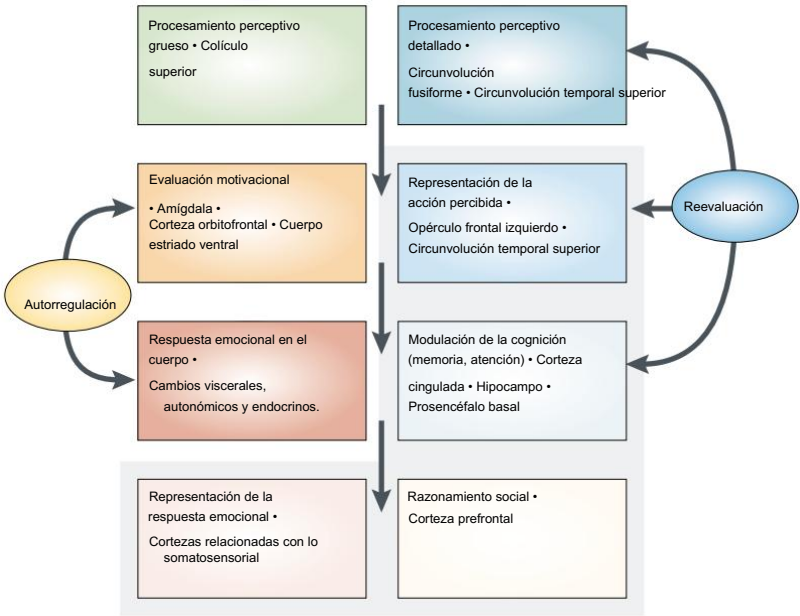 Procesamiento perceptivo
grueso • Colículo
superior
Procesamiento perceptivo
detallado •
Circunvolución
fusiforme • Circunvolución temporal superior
Evaluación motivacional
• Amígdala •
Corteza orbitofrontal • Cuerpo
estriado ventral
Representación de la
acción percibida •
Opérculo frontal izquierdo •
Circunvolución temporal superior
Reevaluación
Autorregulación
Respuesta emocional en el
cuerpo •
Cambios viscerales,
autonómicos y endocrinos.
Modulación de la cognición
(memoria, atención) • Corteza
cingulada • Hipocampo •
Prosencéfalo basal
Representación de la
respuesta emocional •
Cortezas relacionadas con lo
somatosensorial
Razonamiento social •
Corteza prefrontal